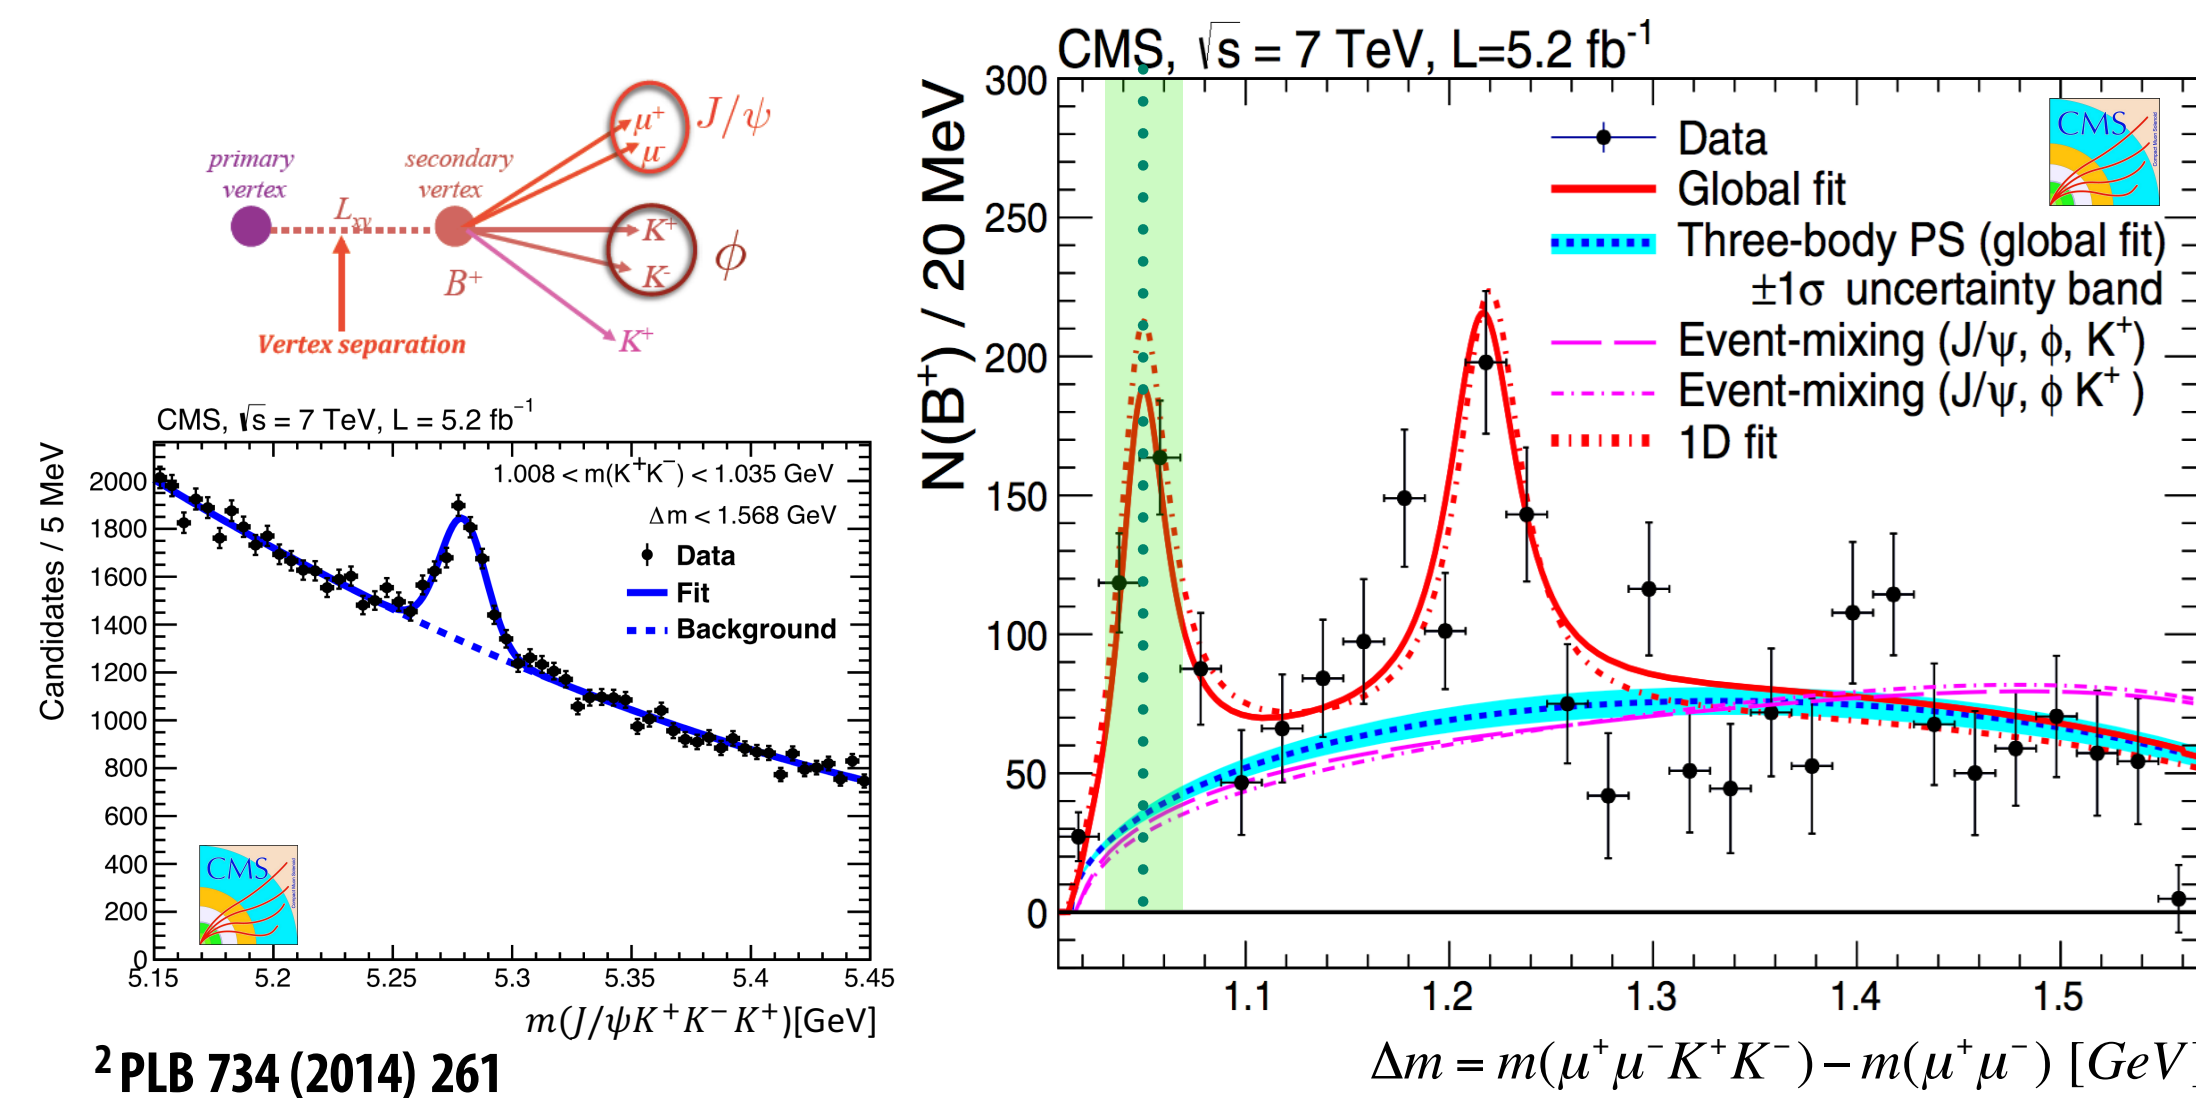 primary
vertex
secondary
vertex
L_xy
B⁺
μ⁺
μ⁻
J/ψ
K⁺
K⁻
ϕ
K⁺
Vertex separation
CMS, √s = 7 TeV, L = 5.2 fb⁻¹
Candidates / 5 MeV
1.008 < m(K⁺K⁻) < 1.035 GeV
Δm < 1.568 GeV
Data
Fit
Background
2000
1800
1600
1400
1200
1000
800
600
400
200
0
CMS
5.15 5.2 5.25 5.3 5.35 5.4 5.45
m(J/ψK⁺K⁻K⁺)[GeV]
² PLB 734 (2014) 261
CMS, √s = 7 TeV, L=5.2 fb⁻¹
N(B⁺) / 20 MeV
300
250
200
150
100
50
0
Data
Global fit
Three-body PS (global fit)
±1σ uncertainty band
Event-mixing (J/ψ, ϕ, K⁺)
Event-mixing (J/ψ, ϕ K⁺ )
1D fit
CMS
1.1 1.2 1.3 1.4 1.5
Δm = m(μ⁺μ⁻K⁺K⁻) – m(μ⁺μ⁻) [GeV]